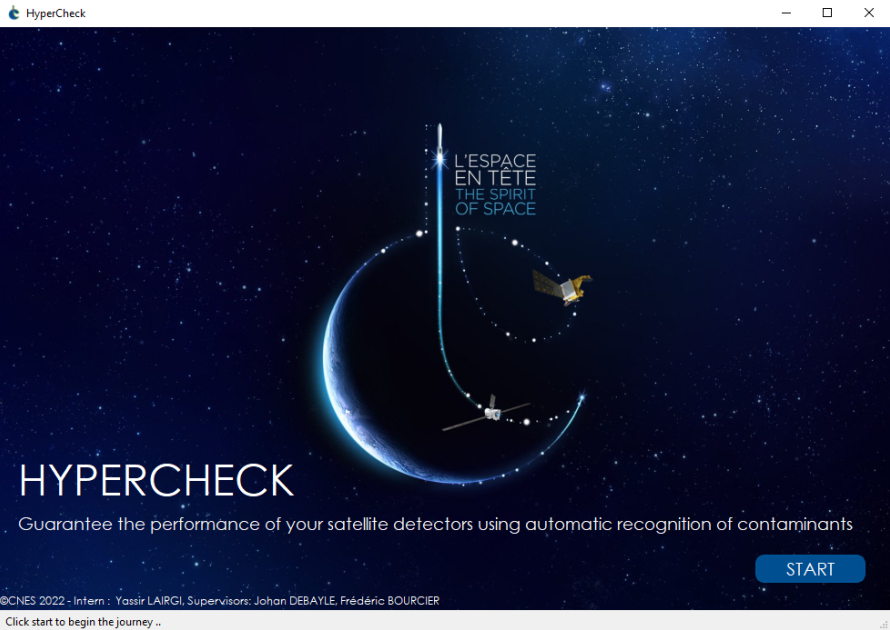 HyperCheck
L'ESPACE
EN TÊTE
THE SPIRIT
OF SPACE
HYPERCHECK
Guarantee the performance of your satellite detectors using automatic recognition of contaminants
START
©CNES 2022 - Intern : Yassir LAIRGI, Supervisors: Johan DEBAYLE, Frédéric BOURCIER
Click start to begin the journey ..